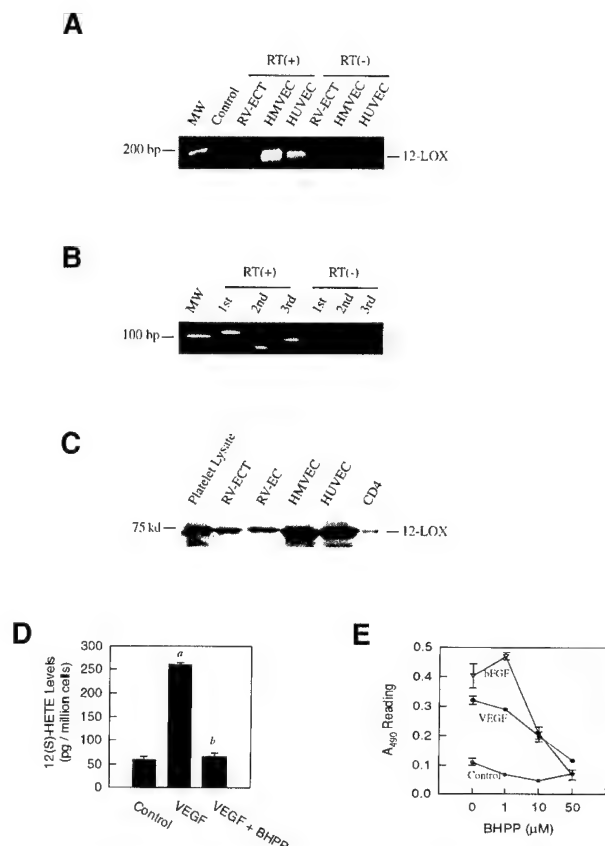 A
RT(+) RT(-)
MW Control RV-ECT HMVEC HUVEC RV-ECT HMVEC HUVEC
200 bp 12-LOX
B
RT(+) RT(-)
MW 1st 2nd 3rd 1st 2nd 3rd
100 bp
C
Platelet Lysate RV-ECT RV-EC HMVEC HUVEC CD4
75 kd 12-LOX
D
12(S)-HETE Levels
(pg / million cells)
300
250
200
150
100
50
0
a
b
Control VEGF VEGF + BHPP
E
A490 Reading
0.5
0.4
0.3
0.2
0.1
0.0
bFGF
VEGF
Control
0 1 10 50
BHPP (µM)